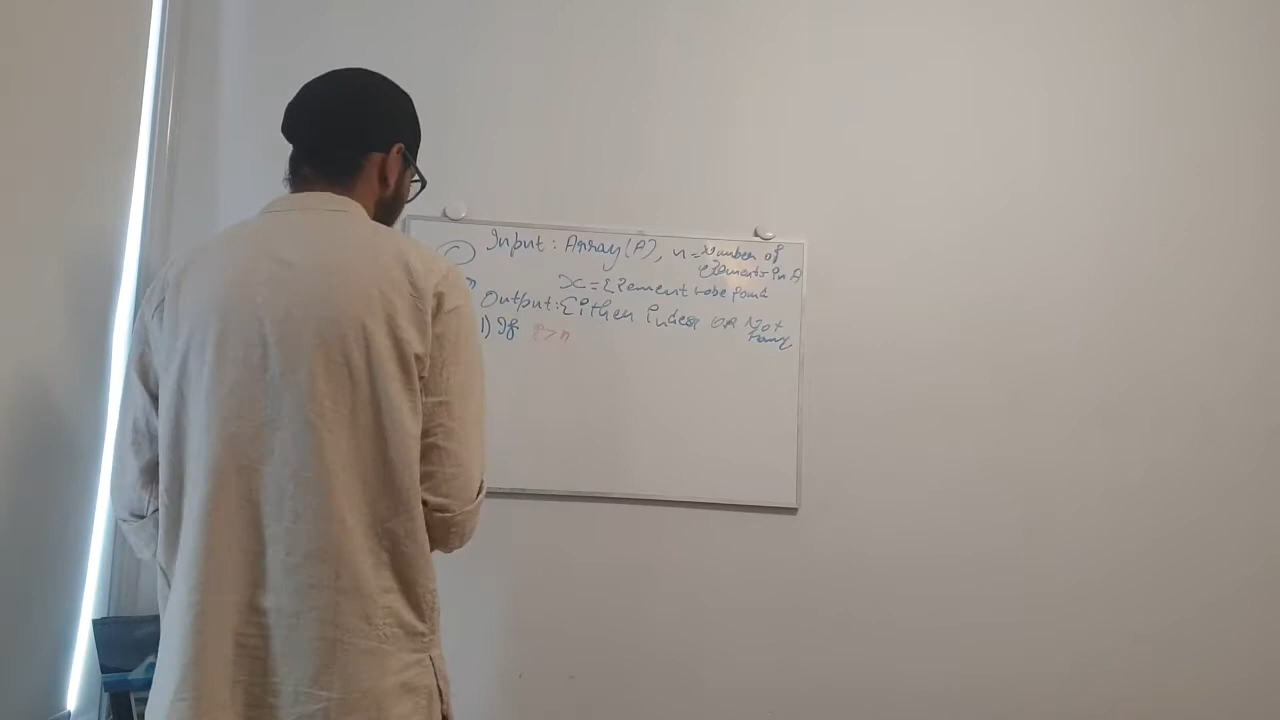 Input: Array(A), n = Number of
Elements in A
x = Element to be found
Output: Either index OR Not
found
1) If i>n